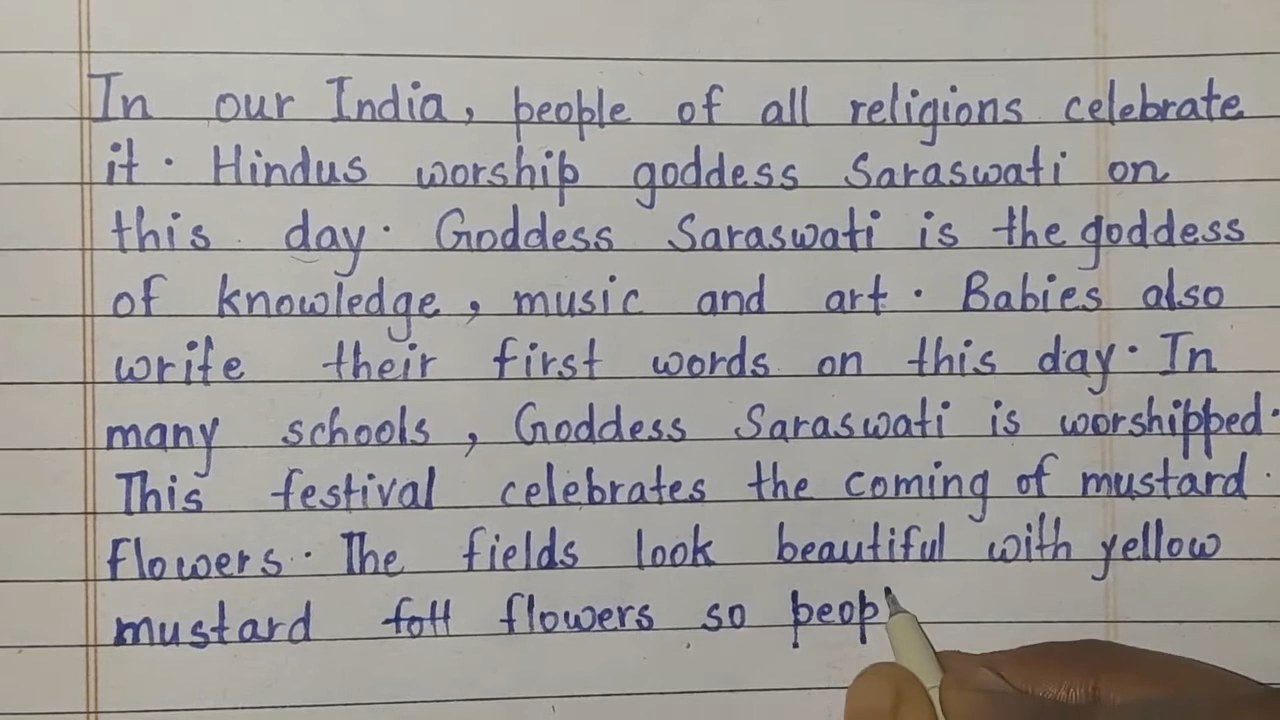 In our India, people of all religions celebrate
it. Hindus worship goddess Saraswati on
this day. Goddess Saraswati is the goddess
of knowledge, music and art. Babies also
write their first words on this day. In
many schools, Goddess Saraswati is worshipped.
This festival celebrates the coming of mustard.
flowers. The fields look beautiful with yellow
mustard flowers so peop